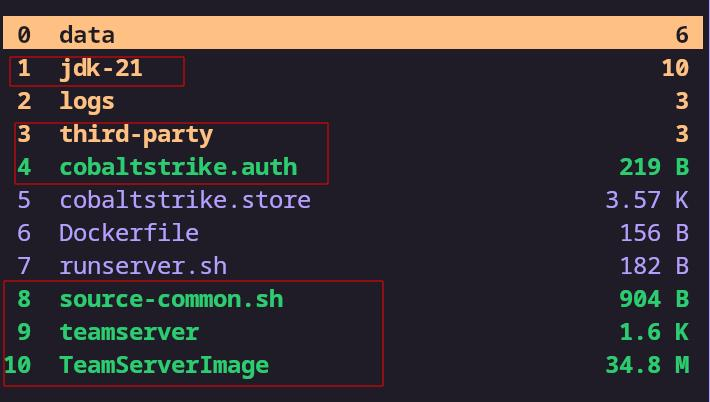 0 data 6
1 jdk-21 10
2 logs 3
3 third-party 3
4 cobaltstrike.auth 219 B
5 cobaltstrike.store 3.57 K
6 Dockerfile 156 B
7 runserver.sh 182 B
8 source-common.sh 904 B
9 teamserver 1.6 K
10 TeamServerImage 34.8 M